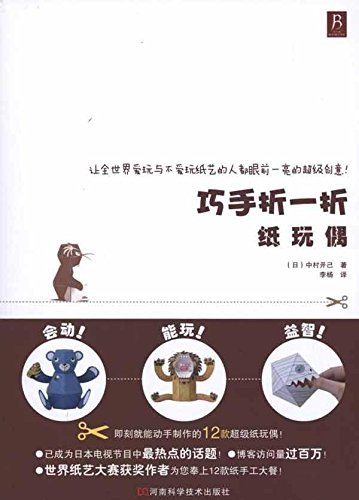 B
让全世界爱玩与不爱玩纸艺的人都眼前一亮的超级创意!
巧手折一折
纸玩偶
(日)中村开己 著
李杨 译
会动!
能玩!
益智!
即刻就能动手制作的12款超级纸玩偶!
●已成为日本电视节目中最热点的话题! ●博客访问量过百万!
●世界纸艺大赛获奖作者为您奉上12款纸手工大餐!
河南科学技术出版社